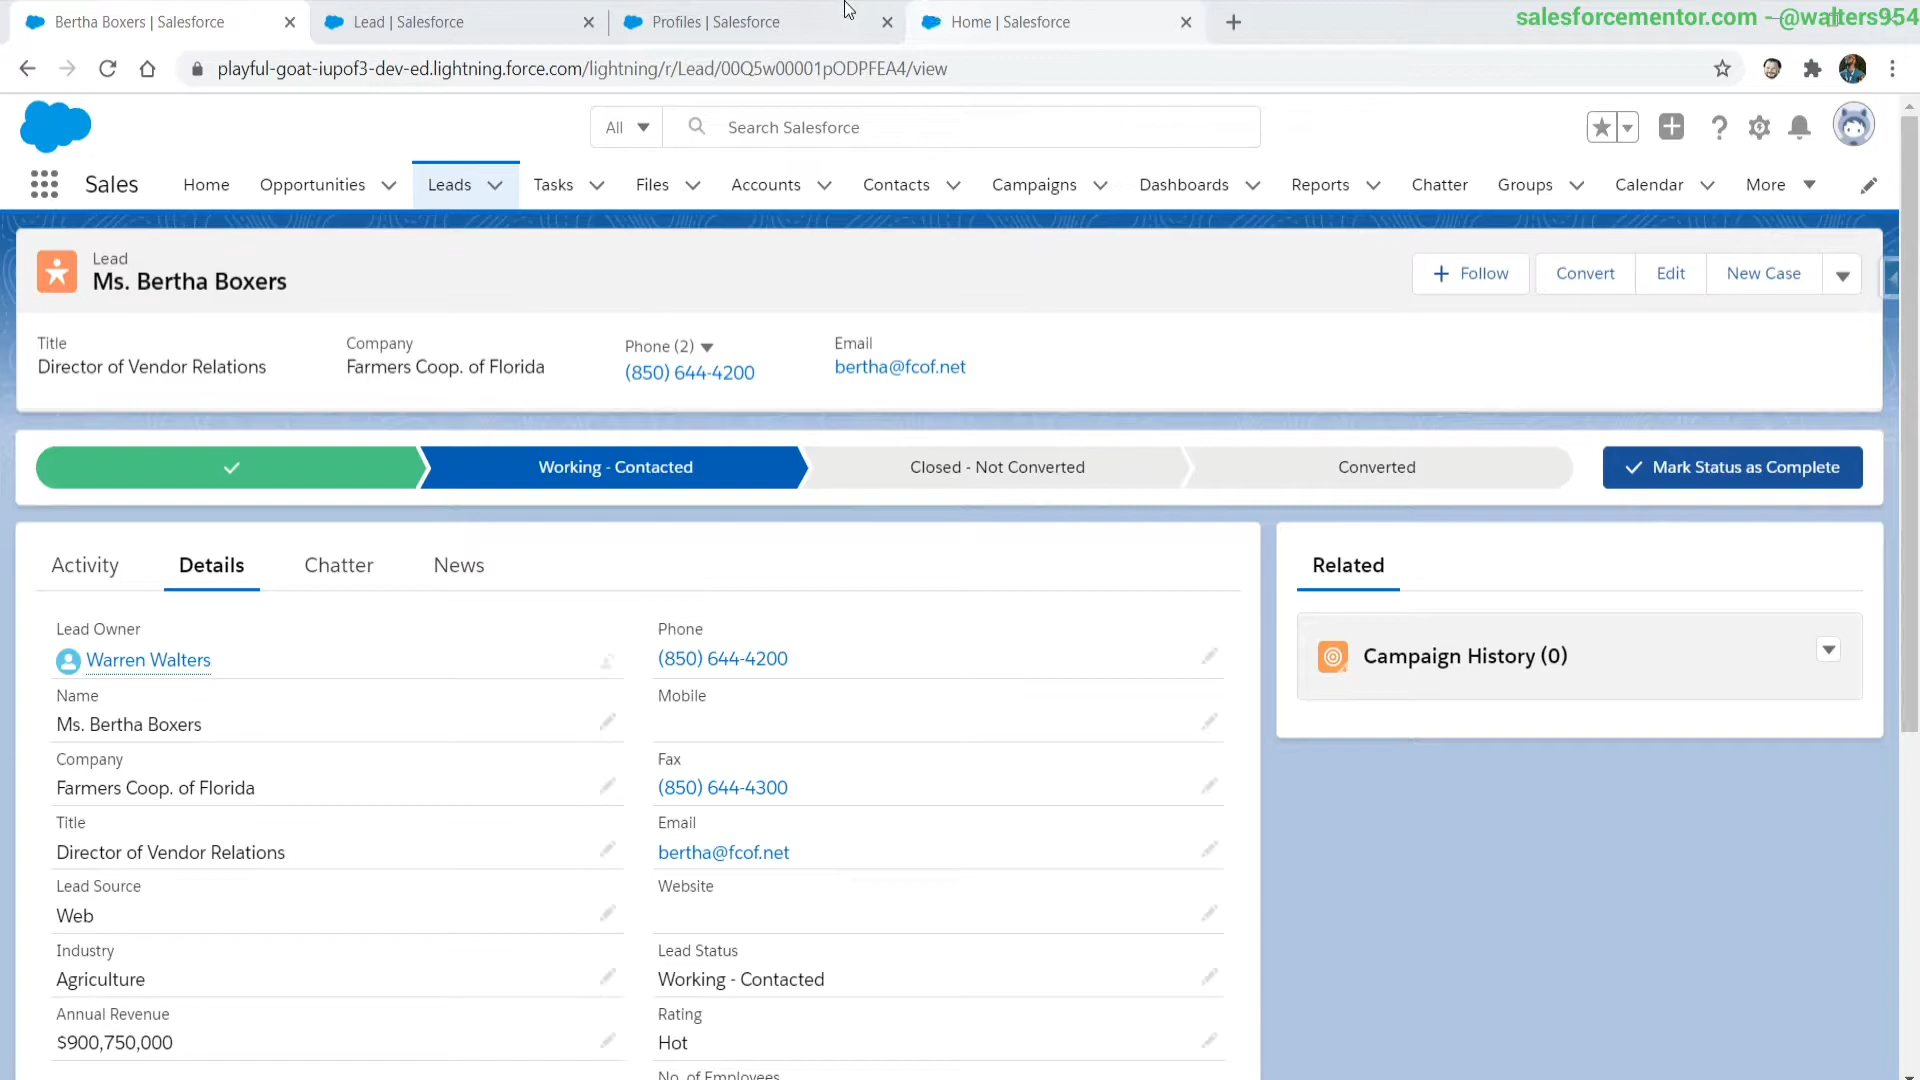 Bertha Boxers | Salesforce
Lead | Salesforce
Profiles | Salesforce
Home | Salesforce
salesforcementor.com - @walters954
playful-goat-iupof3-dev-ed.lightning.force.com/lightning/r/Lead/00Q5w00001pODPFEA4/view
All
Search Salesforce
Sales
Home
Opportunities
Leads
Tasks
Files
Accounts
Contacts
Campaigns
Dashboards
Reports
Chatter
Groups
Calendar
More
Lead
Ms. Bertha Boxers
Follow
Convert
Edit
New Case
Title
Director of Vendor Relations
Company
Farmers Coop. of Florida
Phone (2)
(850) 644-4200
Email
bertha@fcof.net
Working - Contacted
Closed - Not Converted
Converted
Mark Status as Complete
Activity
Details
Chatter
News
Lead Owner
Warren Walters
Name
Ms. Bertha Boxers
Company
Farmers Coop. of Florida
Title
Director of Vendor Relations
Lead Source
Web
Industry
Agriculture
Annual Revenue
$900,750,000
Phone
(850) 644-4200
Mobile
Fax
(850) 644-4300
Email
bertha@fcof.net
Website
Lead Status
Working - Contacted
Rating
Hot
No. of Employees
Related
Campaign History (0)